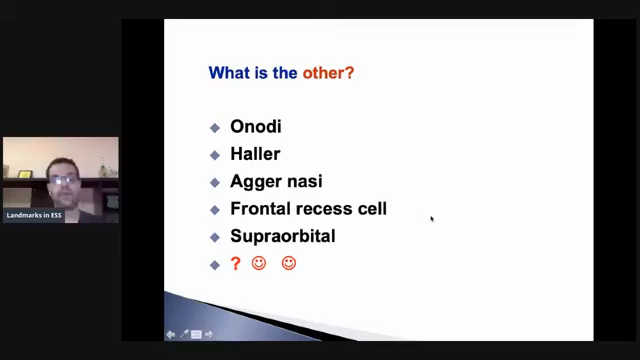 What is the other?
Onodi
Haller
Agger nasi
Frontal recess cell
Supraorbital
? ☺ ☺
Landmarks in ESS